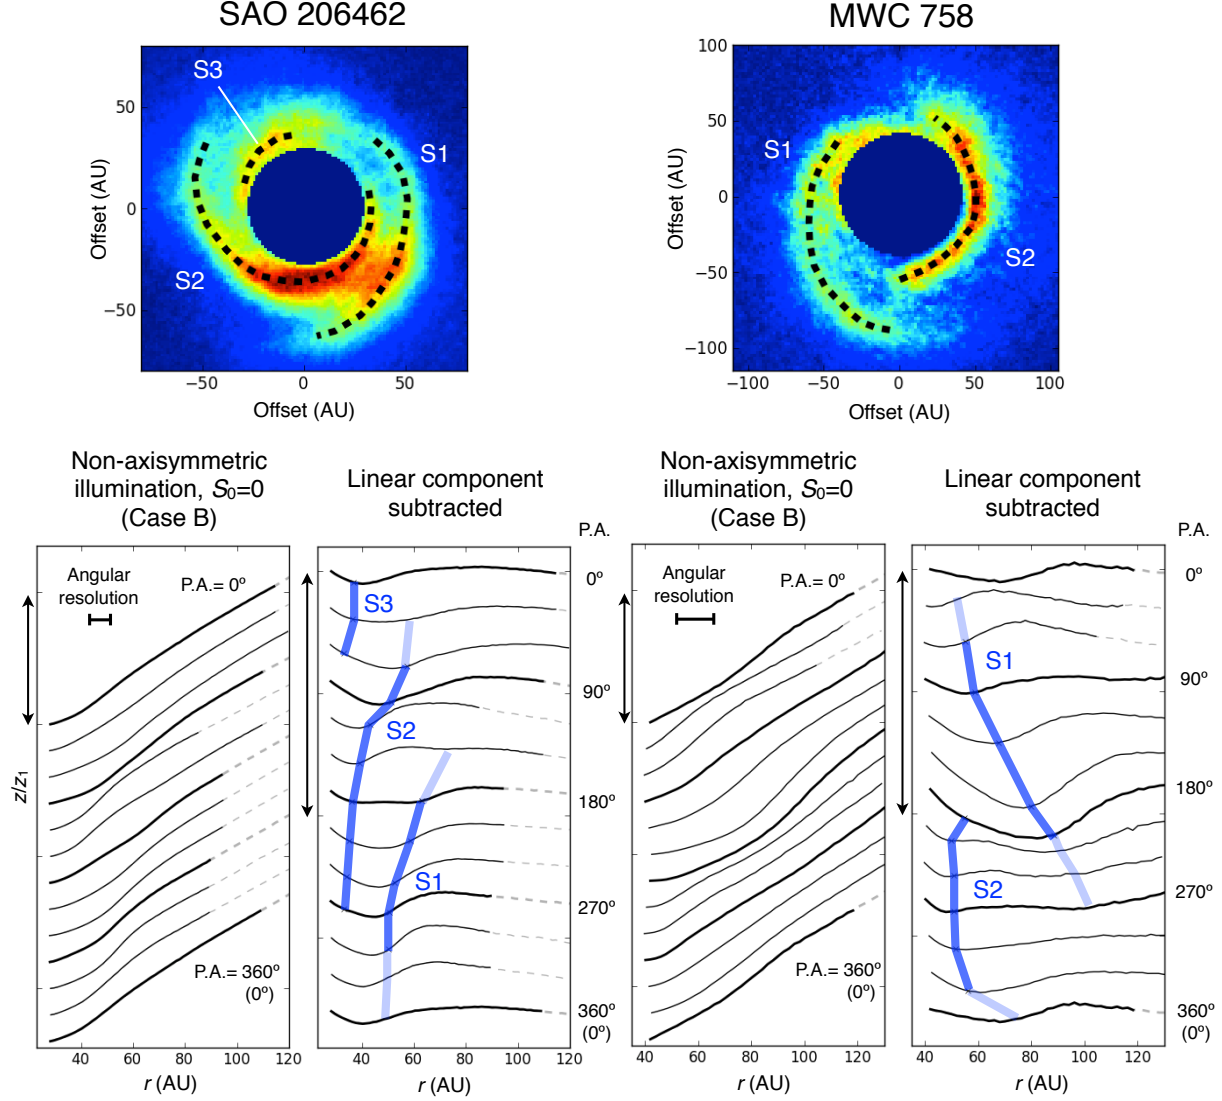 SAO 206462
MWC 758
S3
S1
S2
50
0
−50
Offset (AU)
−50
0
50
Offset (AU)
S1
S2
100
50
0
−50
−100
Offset (AU)
−100
−50
0
50
100
Offset (AU)
Non-axisymmetric
illumination, S₀=0
(Case B)
Linear component
subtracted
P.A.
Angular
resolution
P.A.= 0º
P.A.= 360º
(0º)
z/z₁
40
60
80
100
120
r (AU)
S3
S2
S1
0º
90º
180º
270º
360º
(0º)
40
60
80
100
120
r (AU)
Non-axisymmetric
illumination, S₀=0
(Case B)
Linear component
subtracted
P.A.
Angular
resolution
P.A.= 0º
P.A.= 360º
(0º)
40
60
80
100
120
r (AU)
S1
S2
0º
90º
180º
270º
360º
(0º)
40
60
80
100
120
r (AU)